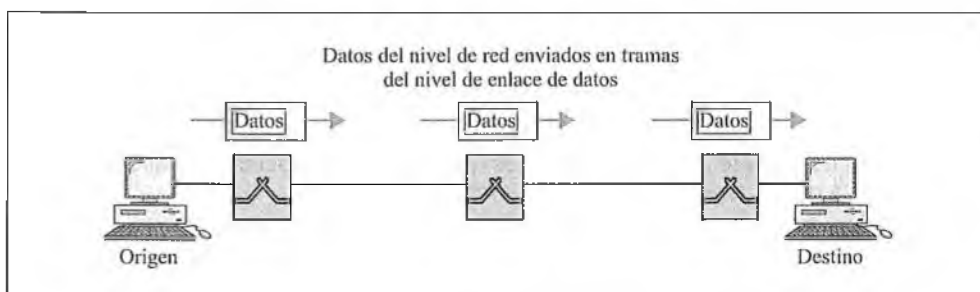 Datos del nivel de red enviados en tramas
del nivel de enlace de datos
Datos
Datos
Datos
Origen
Destino